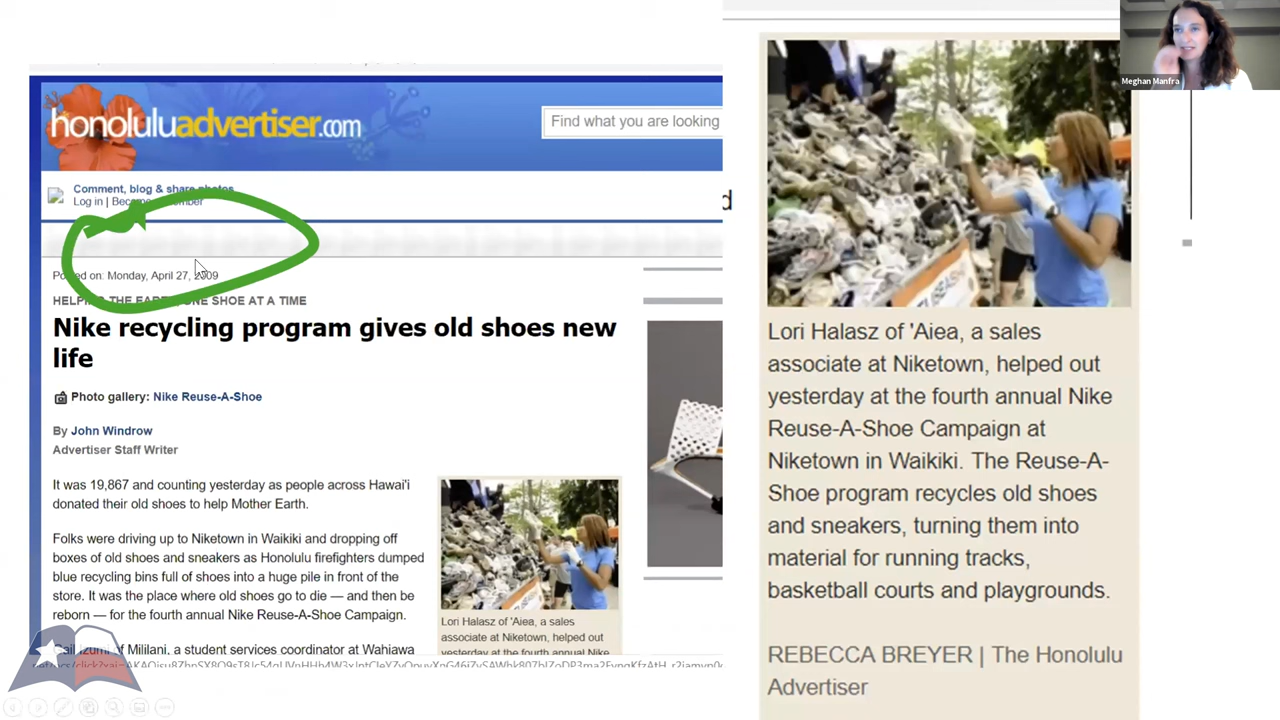 honoluluadvertiser.com
Find what you are looking
Comment, blog & share photos
Log in | Become member
Posted on: Monday, April 27, 2009
HELPING THE EARTH ONE SHOE AT A TIME
Nike recycling program gives old shoes new
life
Photo gallery: Nike Reuse-A-Shoe
By John Windrow
Advertiser Staff Writer
It was 19,867 and counting yesterday as people across Hawai'i
donated their old shoes to help Mother Earth.
Folks were driving up to Niketown in Waikiki and dropping off
boxes of old shoes and sneakers as Honolulu firefighters dumped
blue recycling bins full of shoes into a huge pile in front of the
store. It was the place where old shoes go to die — and then be
reborn — for the fourth annual Nike Reuse-A-Shoe Campaign.
Izumi of Mililani, a student services coordinator at Wahiawa
Lori Halasz of 'Aiea, a sales
associate at Niketown, helped out
yesterday at the fourth annual Nike
d
Lori Halasz of 'Aiea, a sales
associate at Niketown, helped out
yesterday at the fourth annual Nike
Reuse-A-Shoe Campaign at
Niketown in Waikiki. The Reuse-A-
Shoe program recycles old shoes
and sneakers, turning them into
material for running tracks,
basketball courts and playgrounds.
REBECCA BREYER | The Honolulu
Advertiser
Meghan Manfra